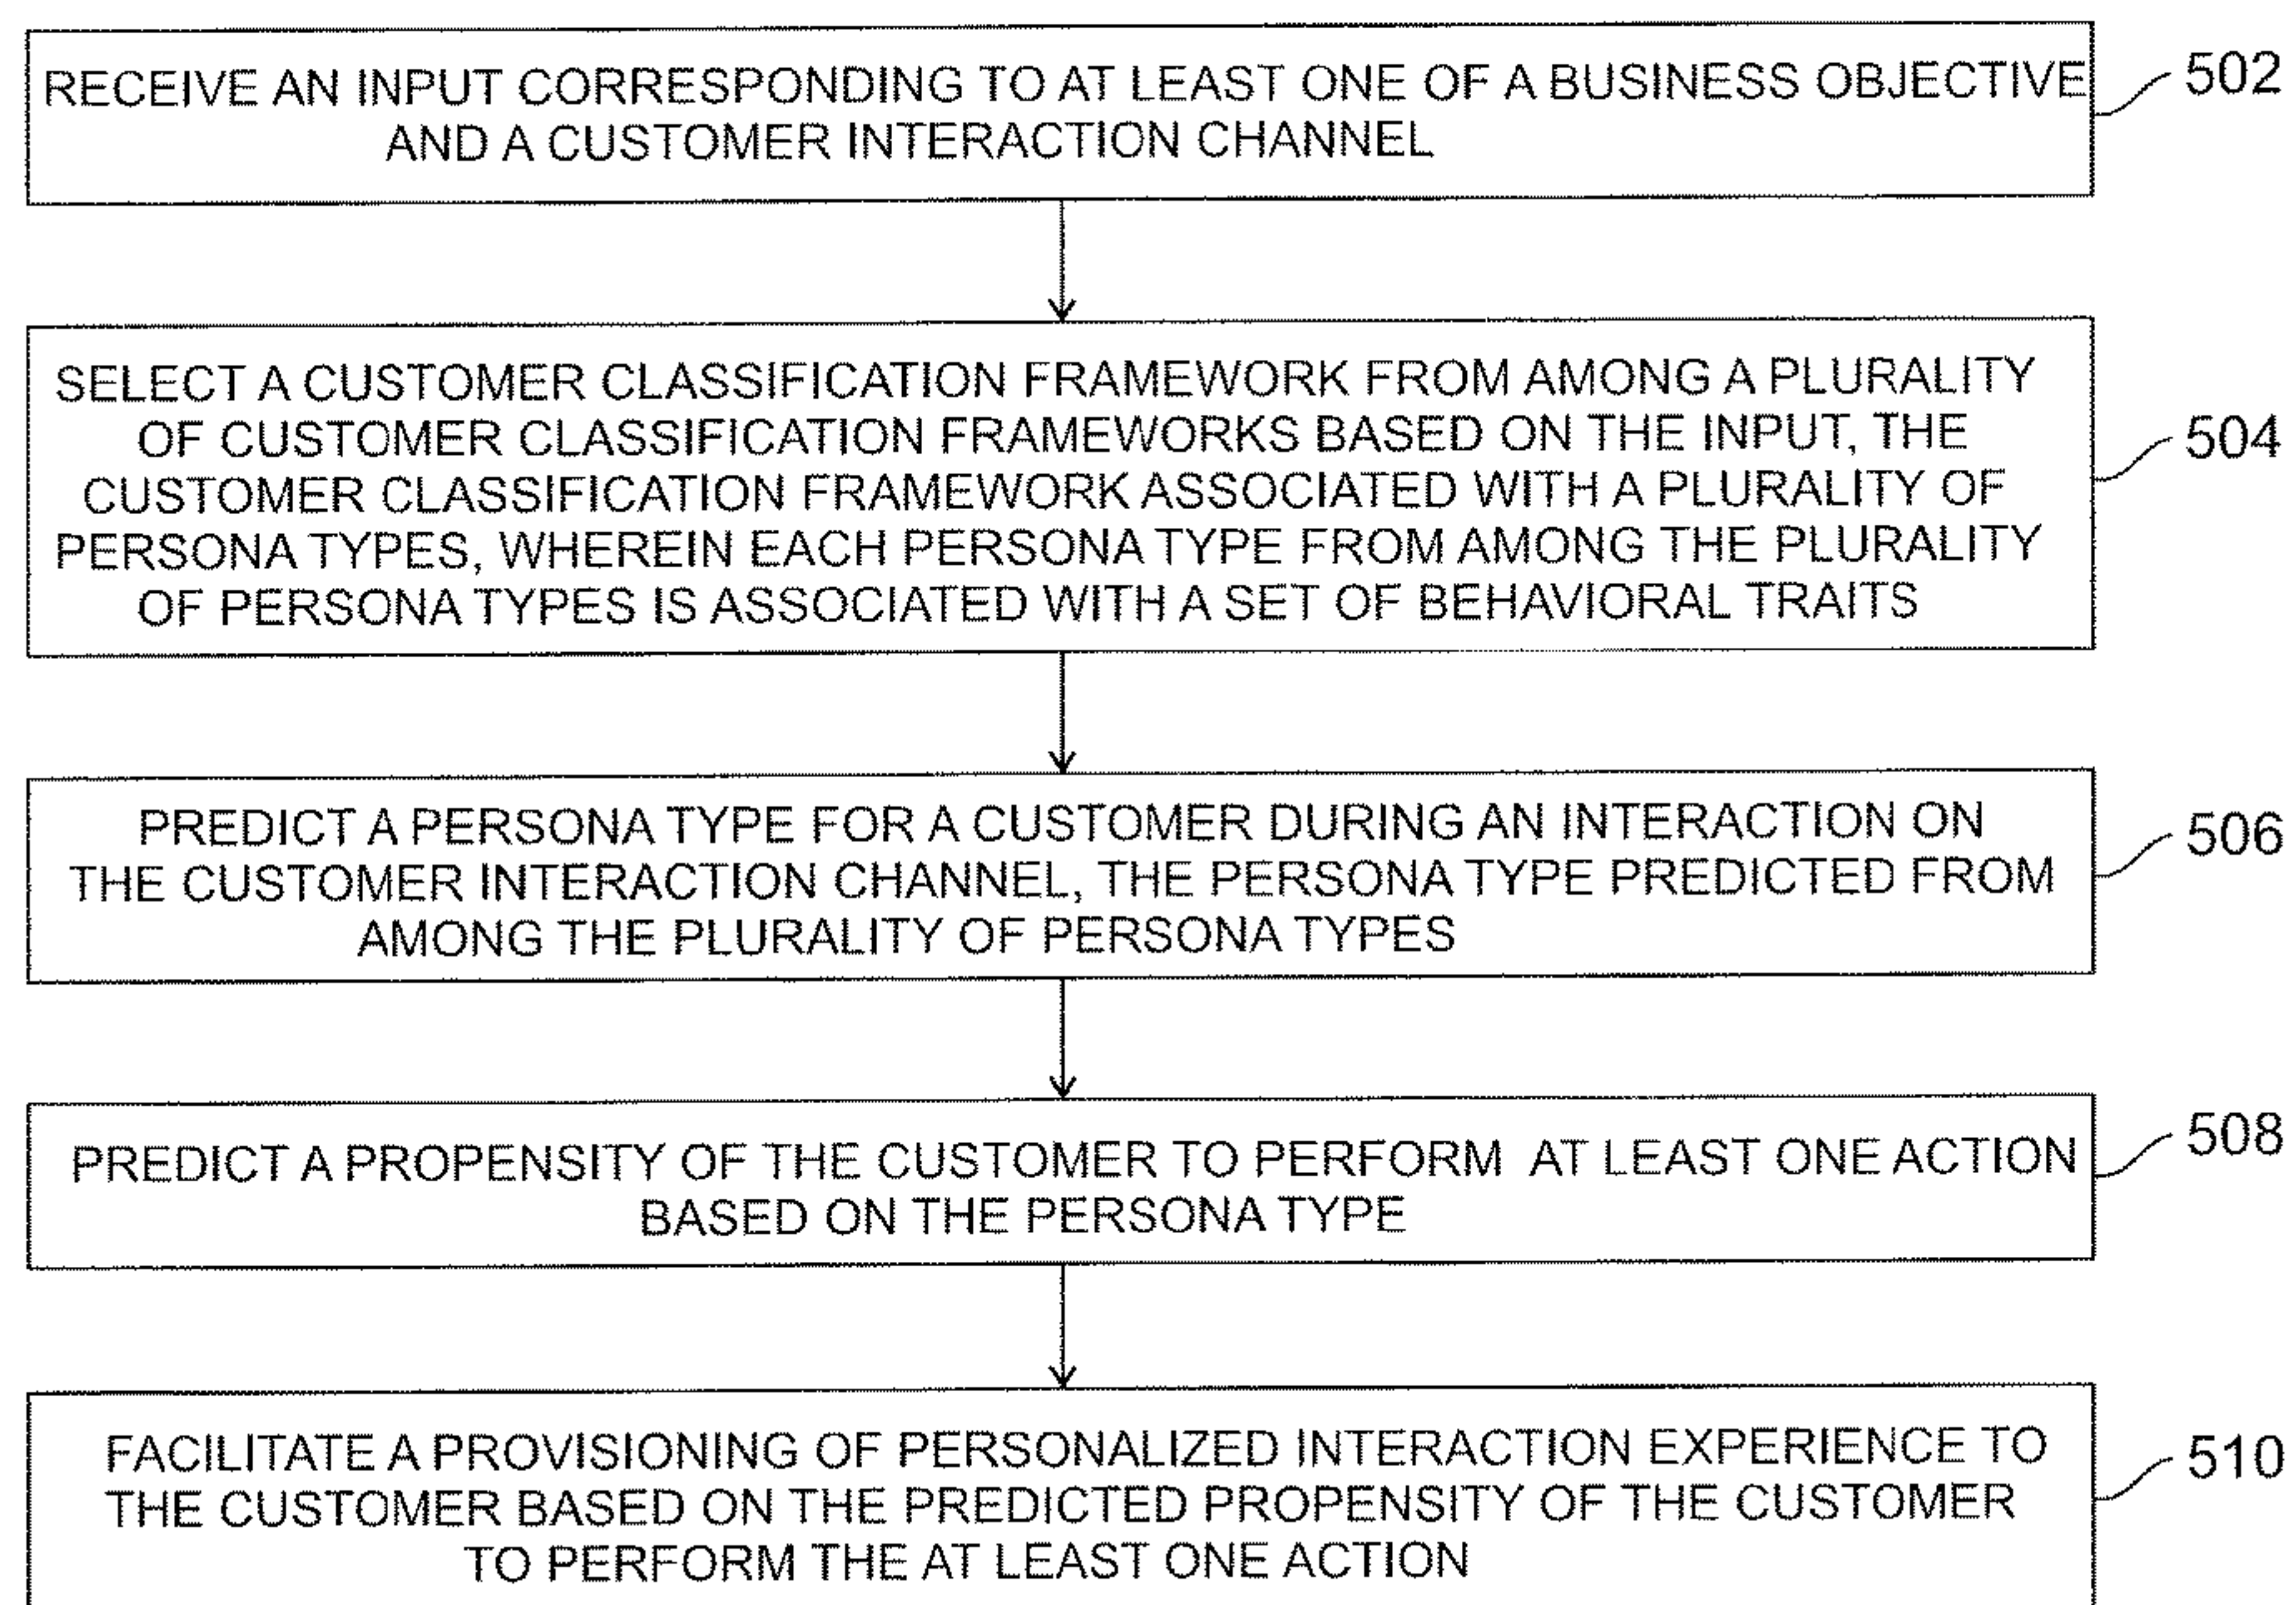 RECEIVE AN INPUT CORRESPONDING TO AT LEAST ONE OF A BUSINESS OBJECTIVE
AND A CUSTOMER INTERACTION CHANNEL
502
SELECT A CUSTOMER CLASSIFICATION FRAMEWORK FROM AMONG A PLURALITY
OF CUSTOMER CLASSIFICATION FRAMEWORKS BASED ON THE INPUT, THE
CUSTOMER CLASSIFICATION FRAMEWORK ASSOCIATED WITH A PLURALITY OF
PERSONA TYPES, WHEREIN EACH PERSONA TYPE FROM AMONG THE PLURALITY
OF PERSONA TYPES IS ASSOCIATED WITH A SET OF BEHAVIORAL TRAITS
504
PREDICT A PERSONA TYPE FOR A CUSTOMER DURING AN INTERACTION ON
THE CUSTOMER INTERACTION CHANNEL, THE PERSONA TYPE PREDICTED FROM
AMONG THE PLURALITY OF PERSONA TYPES
506
PREDICT A PROPENSITY OF THE CUSTOMER TO PERFORM AT LEAST ONE ACTION
BASED ON THE PERSONA TYPE
508
FACILITATE A PROVISIONING OF PERSONALIZED INTERACTION EXPERIENCE TO
THE CUSTOMER BASED ON THE PREDICTED PROPENSITY OF THE CUSTOMER
TO PERFORM THE AT LEAST ONE ACTION
510